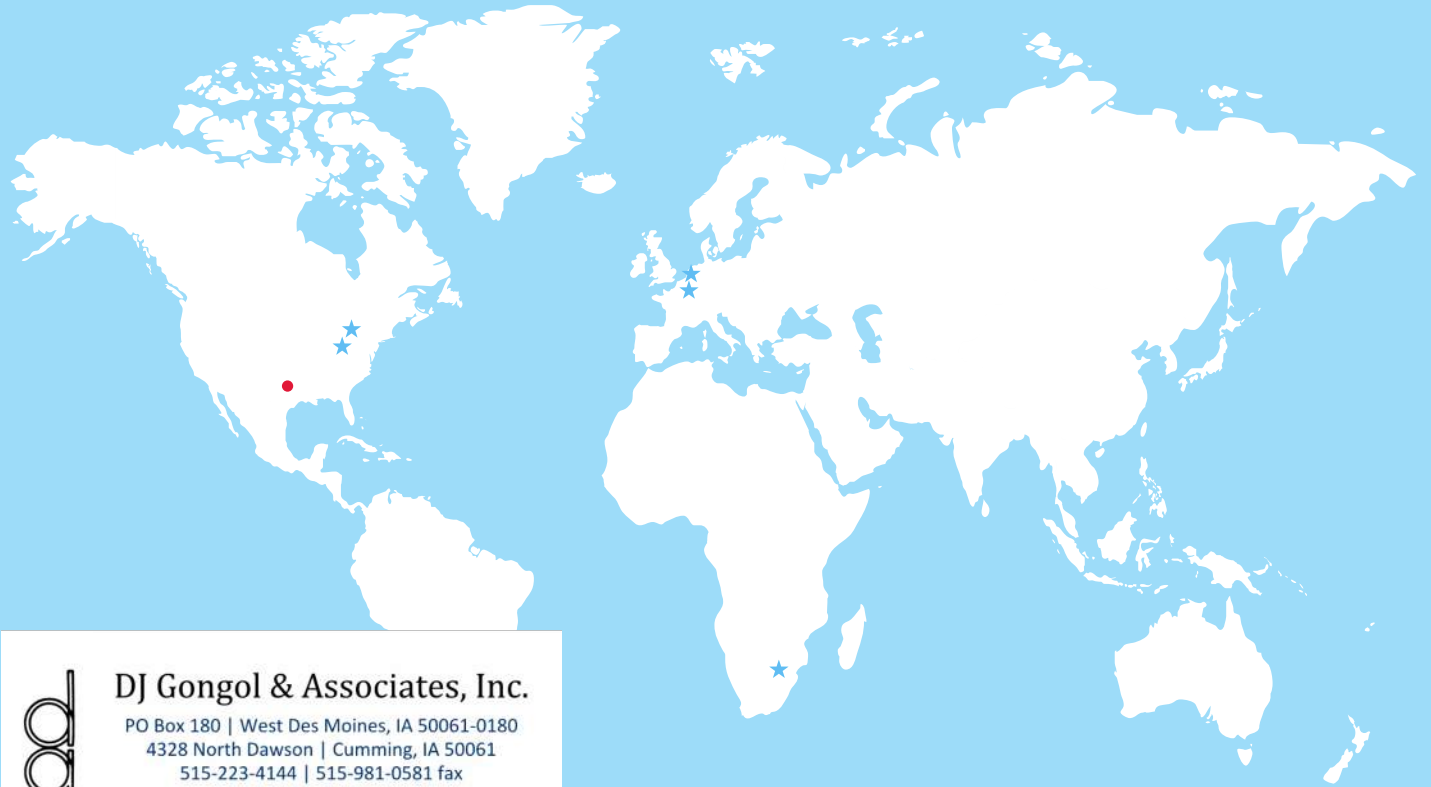 DJ Gongol & Associates, Inc.
PO Box 180 | West Des Moines, IA 50061-0180
4328 North Dawson | Cumming, IA 50061
515-223-4144 | 515-981-0581 fax